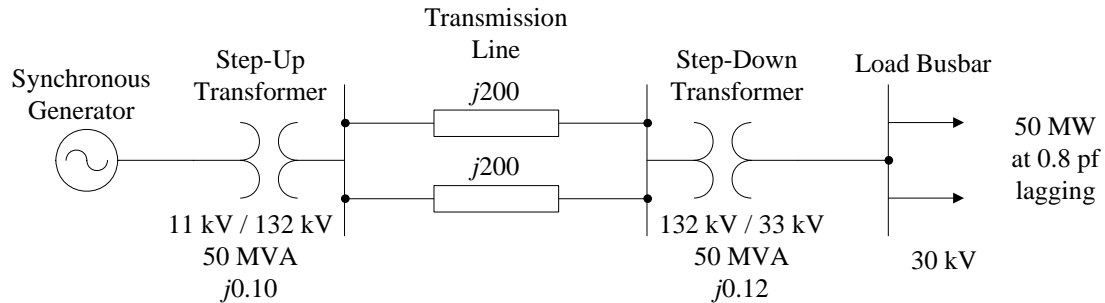 Synchronous
Generator
Step-Up
Transformer
11 kV / 132 kV
50 MVA
j0.10
Transmission
Line
j200
j200
Step-Down
Transformer
132 kV / 33 kV
50 MVA
j0.12
Load Busbar
30 kV
50 MW
at 0.8 pf
lagging